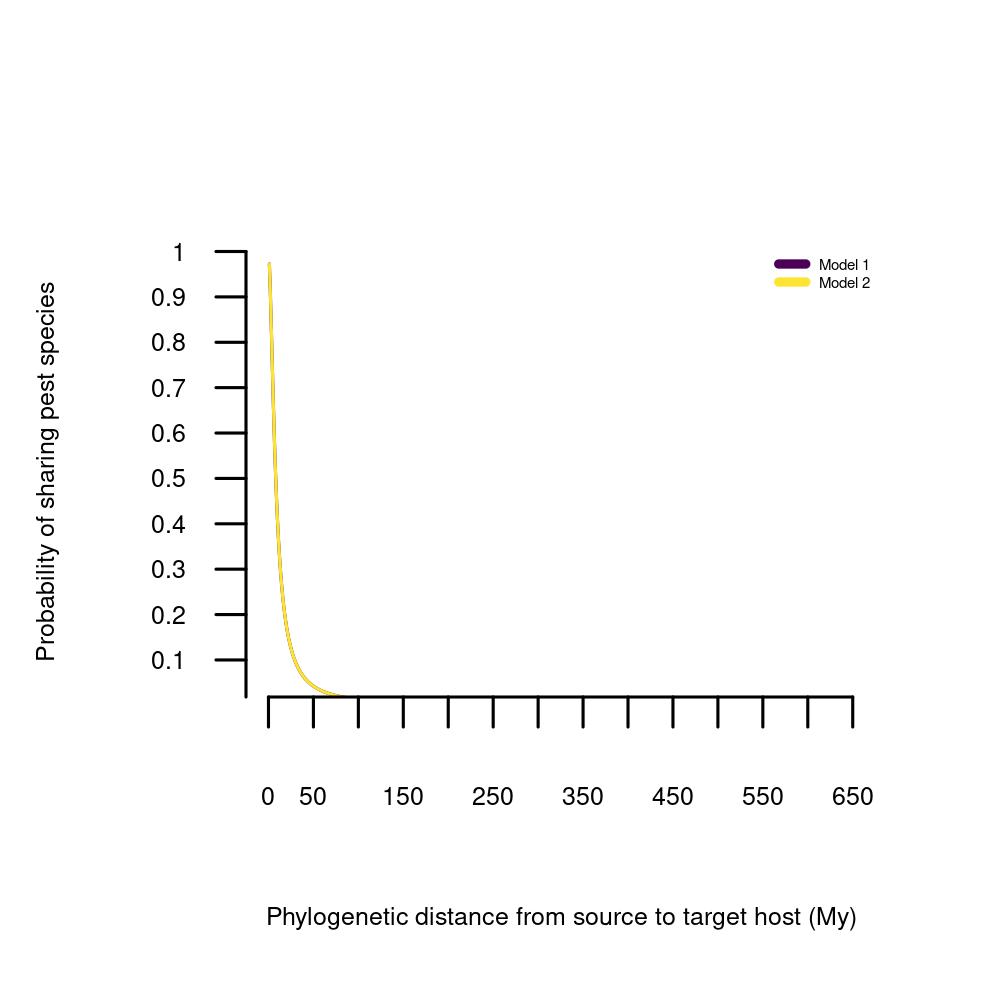 Probability of sharing pest species
1
0.9
0.8
0.7
0.6
0.5
0.4
0.3
0.2
0.1
Model 1
Model 2
0 50 150 250 350 450 550 650
Phylogenetic distance from source to target host (My)